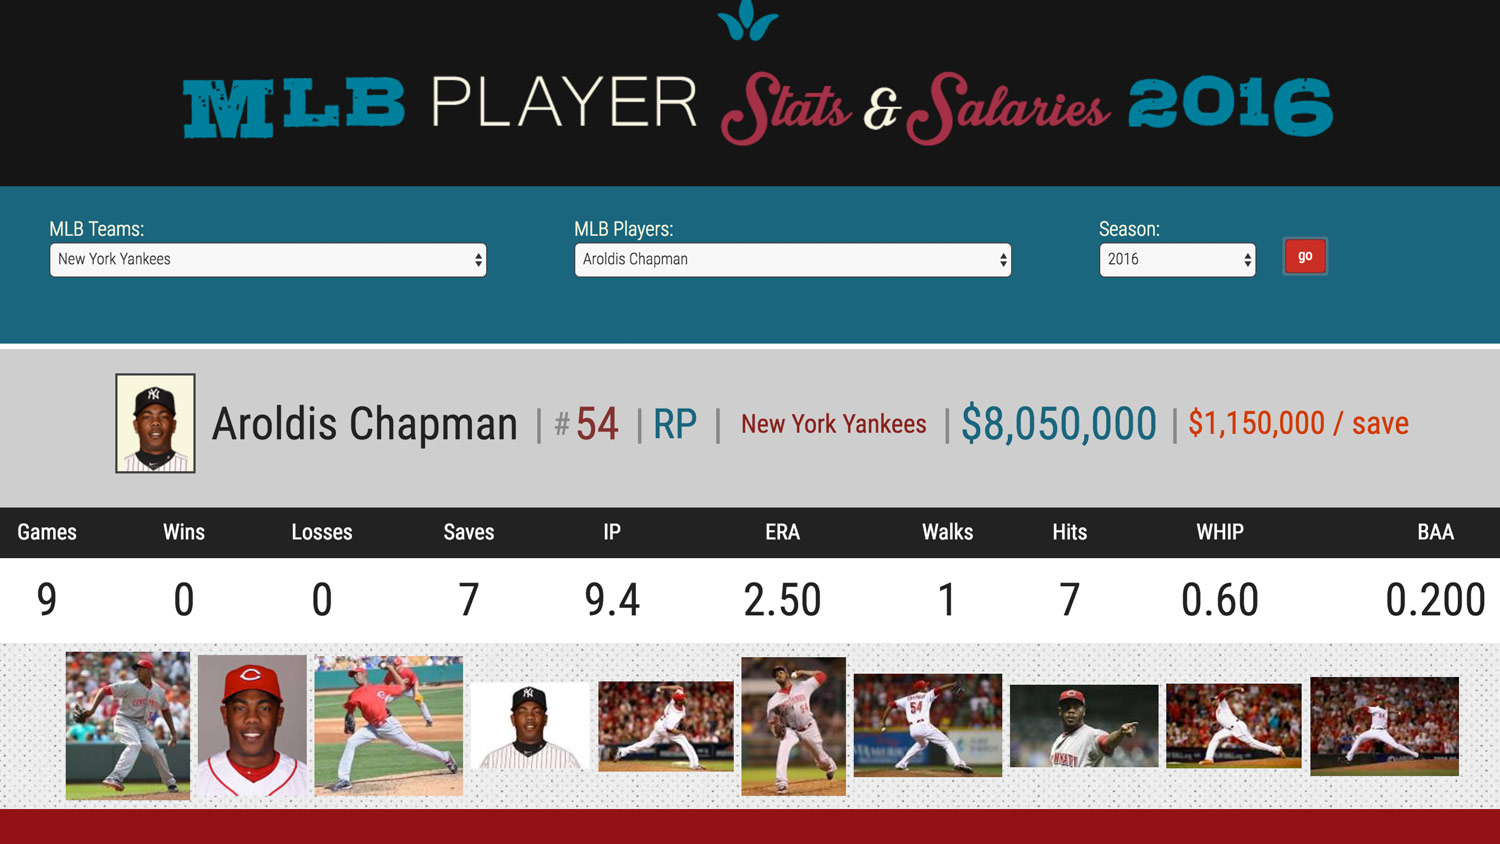 MLB PLAYER Stats & Salaries 2016
MLB Teams: MLB Players: Season:
New York Yankees Aroldis Chapman 2016 go
Aroldis Chapman | # 54 | RP | New York Yankees | $8,050,000 | $1,150,000 / save
Games Wins Losses Saves IP ERA Walks Hits WHIP BAA
9 0 0 7 9.4 2.50 1 7 0.60 0.200
54